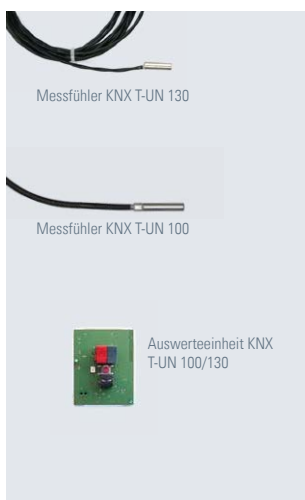 Messfühler KNX T-UN 130
Messfühler KNX T-UN 100
Auswerteeinheit KNX
T-UN 100/130